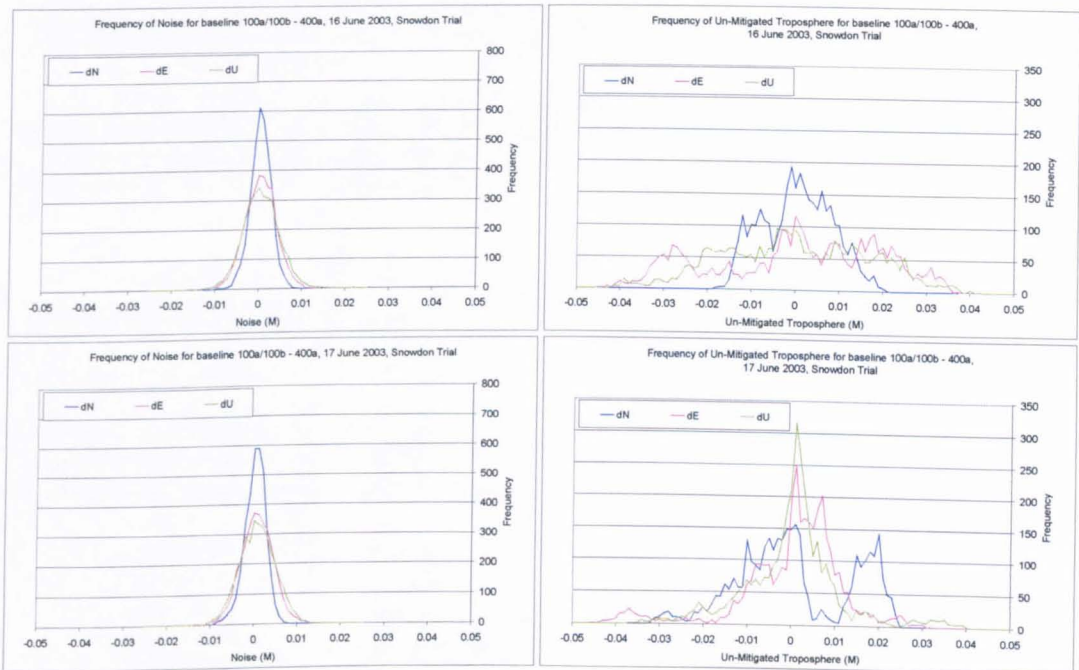 Frequency of Noise for baseline 100a/100b - 400a, 16 June 2003, Snowdon Trial
dN dE dU
800
700
600
500
400
300
200
100
0
Frequency
-0.05 -0.04 -0.03 -0.02 -0.01 0 0.01 0.02 0.03 0.04 0.05
Noise (M)
Frequency of Un-Mitigated Troposphere for baseline 100a/100b - 400a,
16 June 2003, Snowdon Trial
dN dE dU
350
300
250
200
150
100
50
0
Frequency
-0.05 -0.04 -0.03 -0.02 -0.01 0 0.01 0.02 0.03 0.04 0.05
Un-Mitigated Troposphere (M)
Frequency of Noise for baseline 100a/100b - 400a, 17 June 2003, Snowdon Trial
dN dE dU
800
700
600
500
400
300
200
100
0
Frequency
-0.05 -0.04 -0.03 -0.02 -0.01 0 0.01 0.02 0.03 0.04 0.05
Noise (M)
Frequency of Un-Mitigated Troposphere for baseline 100a/100b - 400a,
17 June 2003, Snowdon Trial
dN dE dU
350
300
250
200
150
100
50
0
Frequency
-0.05 -0.04 -0.03 -0.02 -0.01 0 0.01 0.02 0.03 0.04 0.05
Un-Mitigated Troposphere (M)